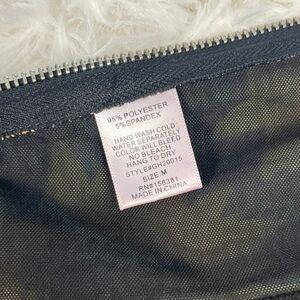 95% POLYESTER
5%SPANDEX
HAND WASH COLD
WATER SEPARATELY
COLOR WILL BLEED
NO BLEACH
HANG TO DRY
STYLE#GH20015
SIZE:M
RN#156381
MADE IN CHINA